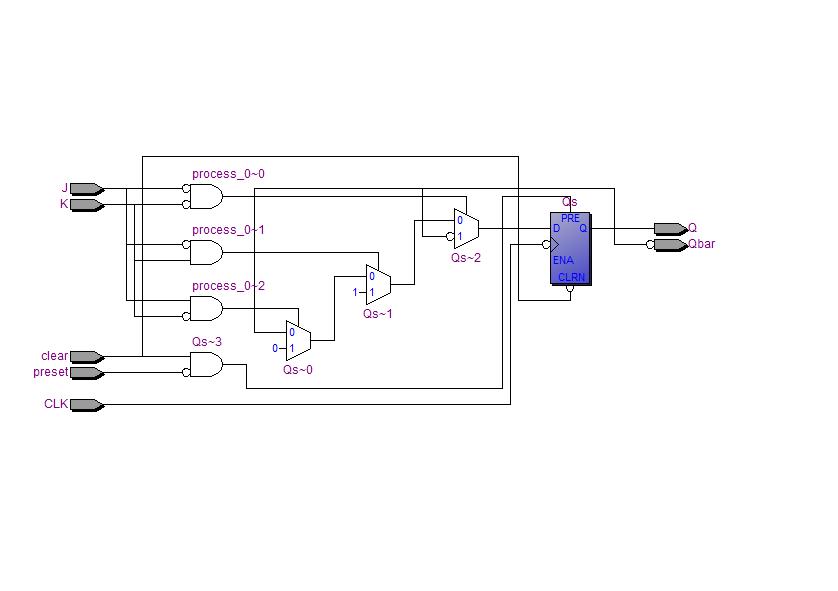 process_0~0
J
K
Qs
PRE
D Q
ENA
CLRN
Q
Qbar
0
1
Qs~2
process_0~1
0
1 1
Qs~1
process_0~2
0
0 1
Qs~0
Qs~3
clear
preset
CLK